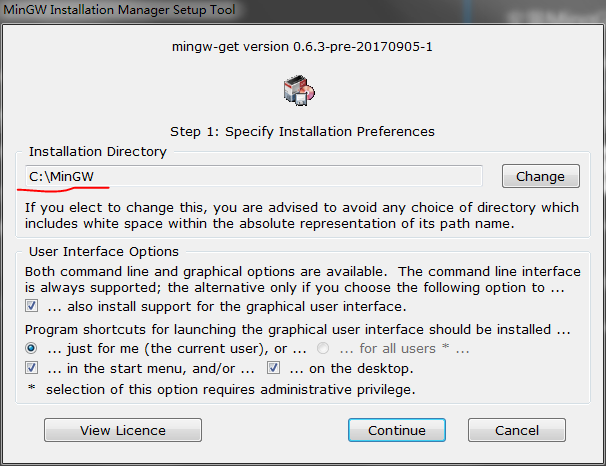 MinGW Installation Manager Setup Tool
mingw-get version 0.6.3-pre-20170905-1
Step 1: Specify Installation Preferences
Installation Directory
C:\MinGW
Change
If you elect to change this, you are advised to avoid any choice of directory which
includes white space within the absolute representation of its path name.
User Interface Options
Both command line and graphical options are available.  The command line interface
is always supported; the alternative only if you choose the following option to ...
... also install support for the graphical user interface.
Program shortcuts for launching the graphical user interface should be installed ...
... just for me (the current user), or ... ... for all users * ...
... in the start menu, and/or ... ... on the desktop.
* selection of this option requires administrative privilege.
View Licence Continue Cancel